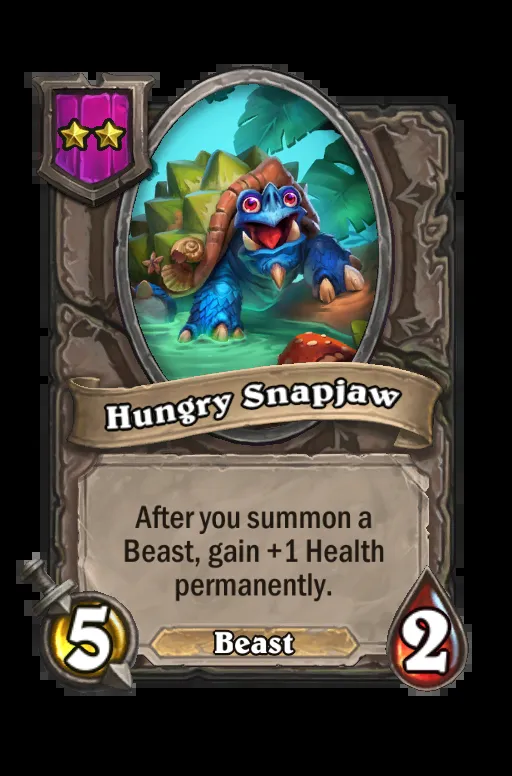 Hungry Snapjaw
After you summon a
Beast, gain +1 Health
permanently.
5
Beast
2